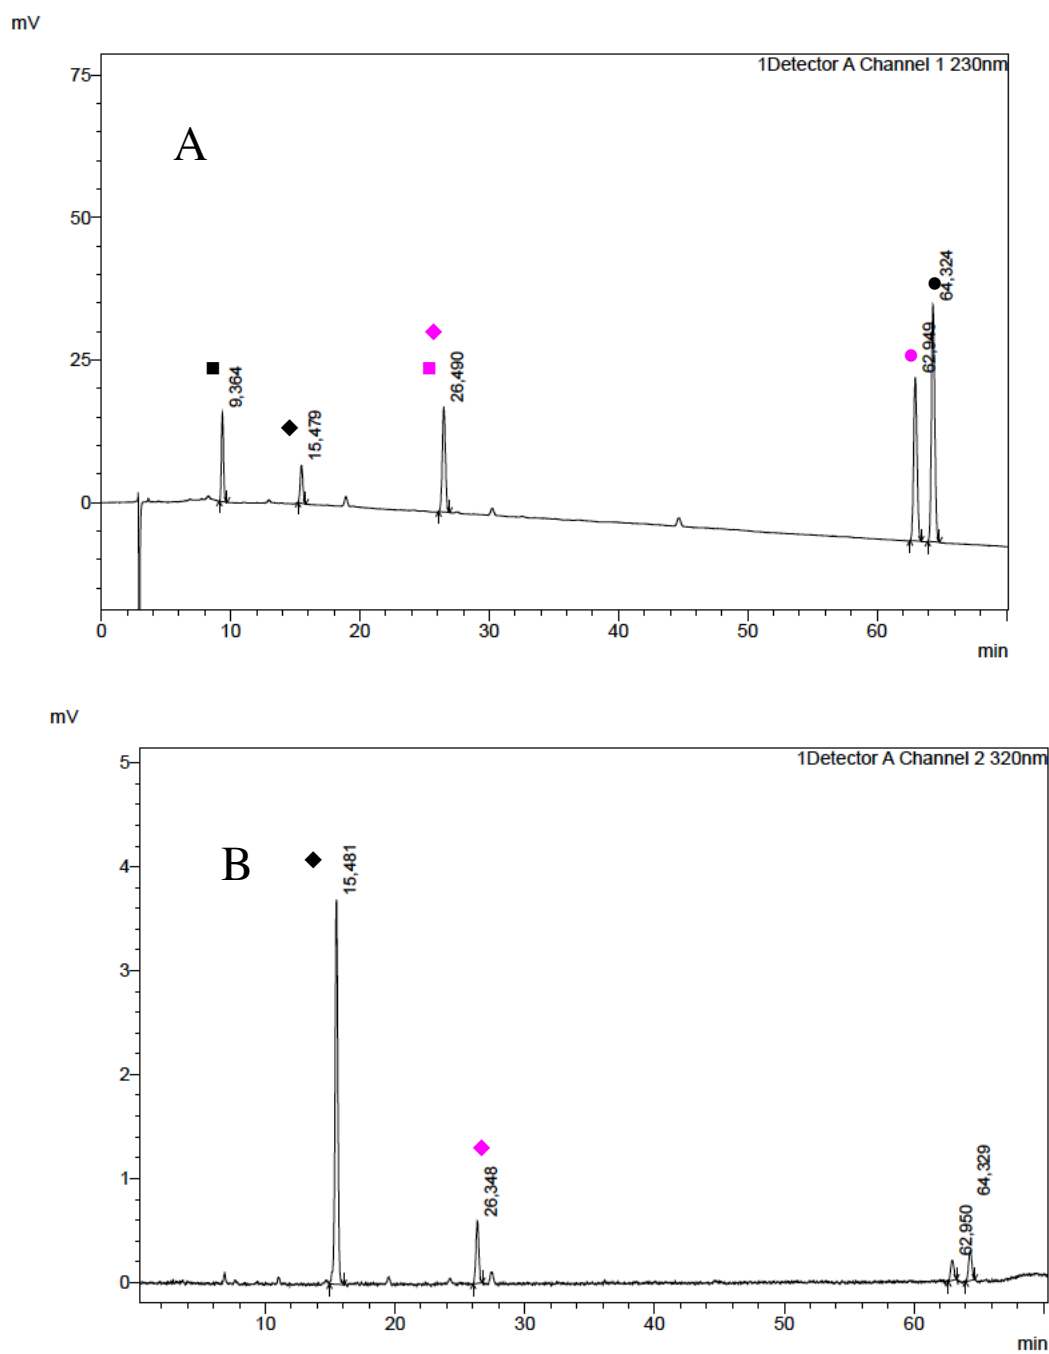 mV
1Detector A Channel 1 230nm
75
A
50
64,324
62,949
25
26,490
9,364
15,479
0
0 10 20 30 40 50 60
min
mV
1Detector A Channel 2 320nm
5
B
4
15,481
3
2
1
26,348
64,329
62,950
0
10 20 30 40 50 60
min